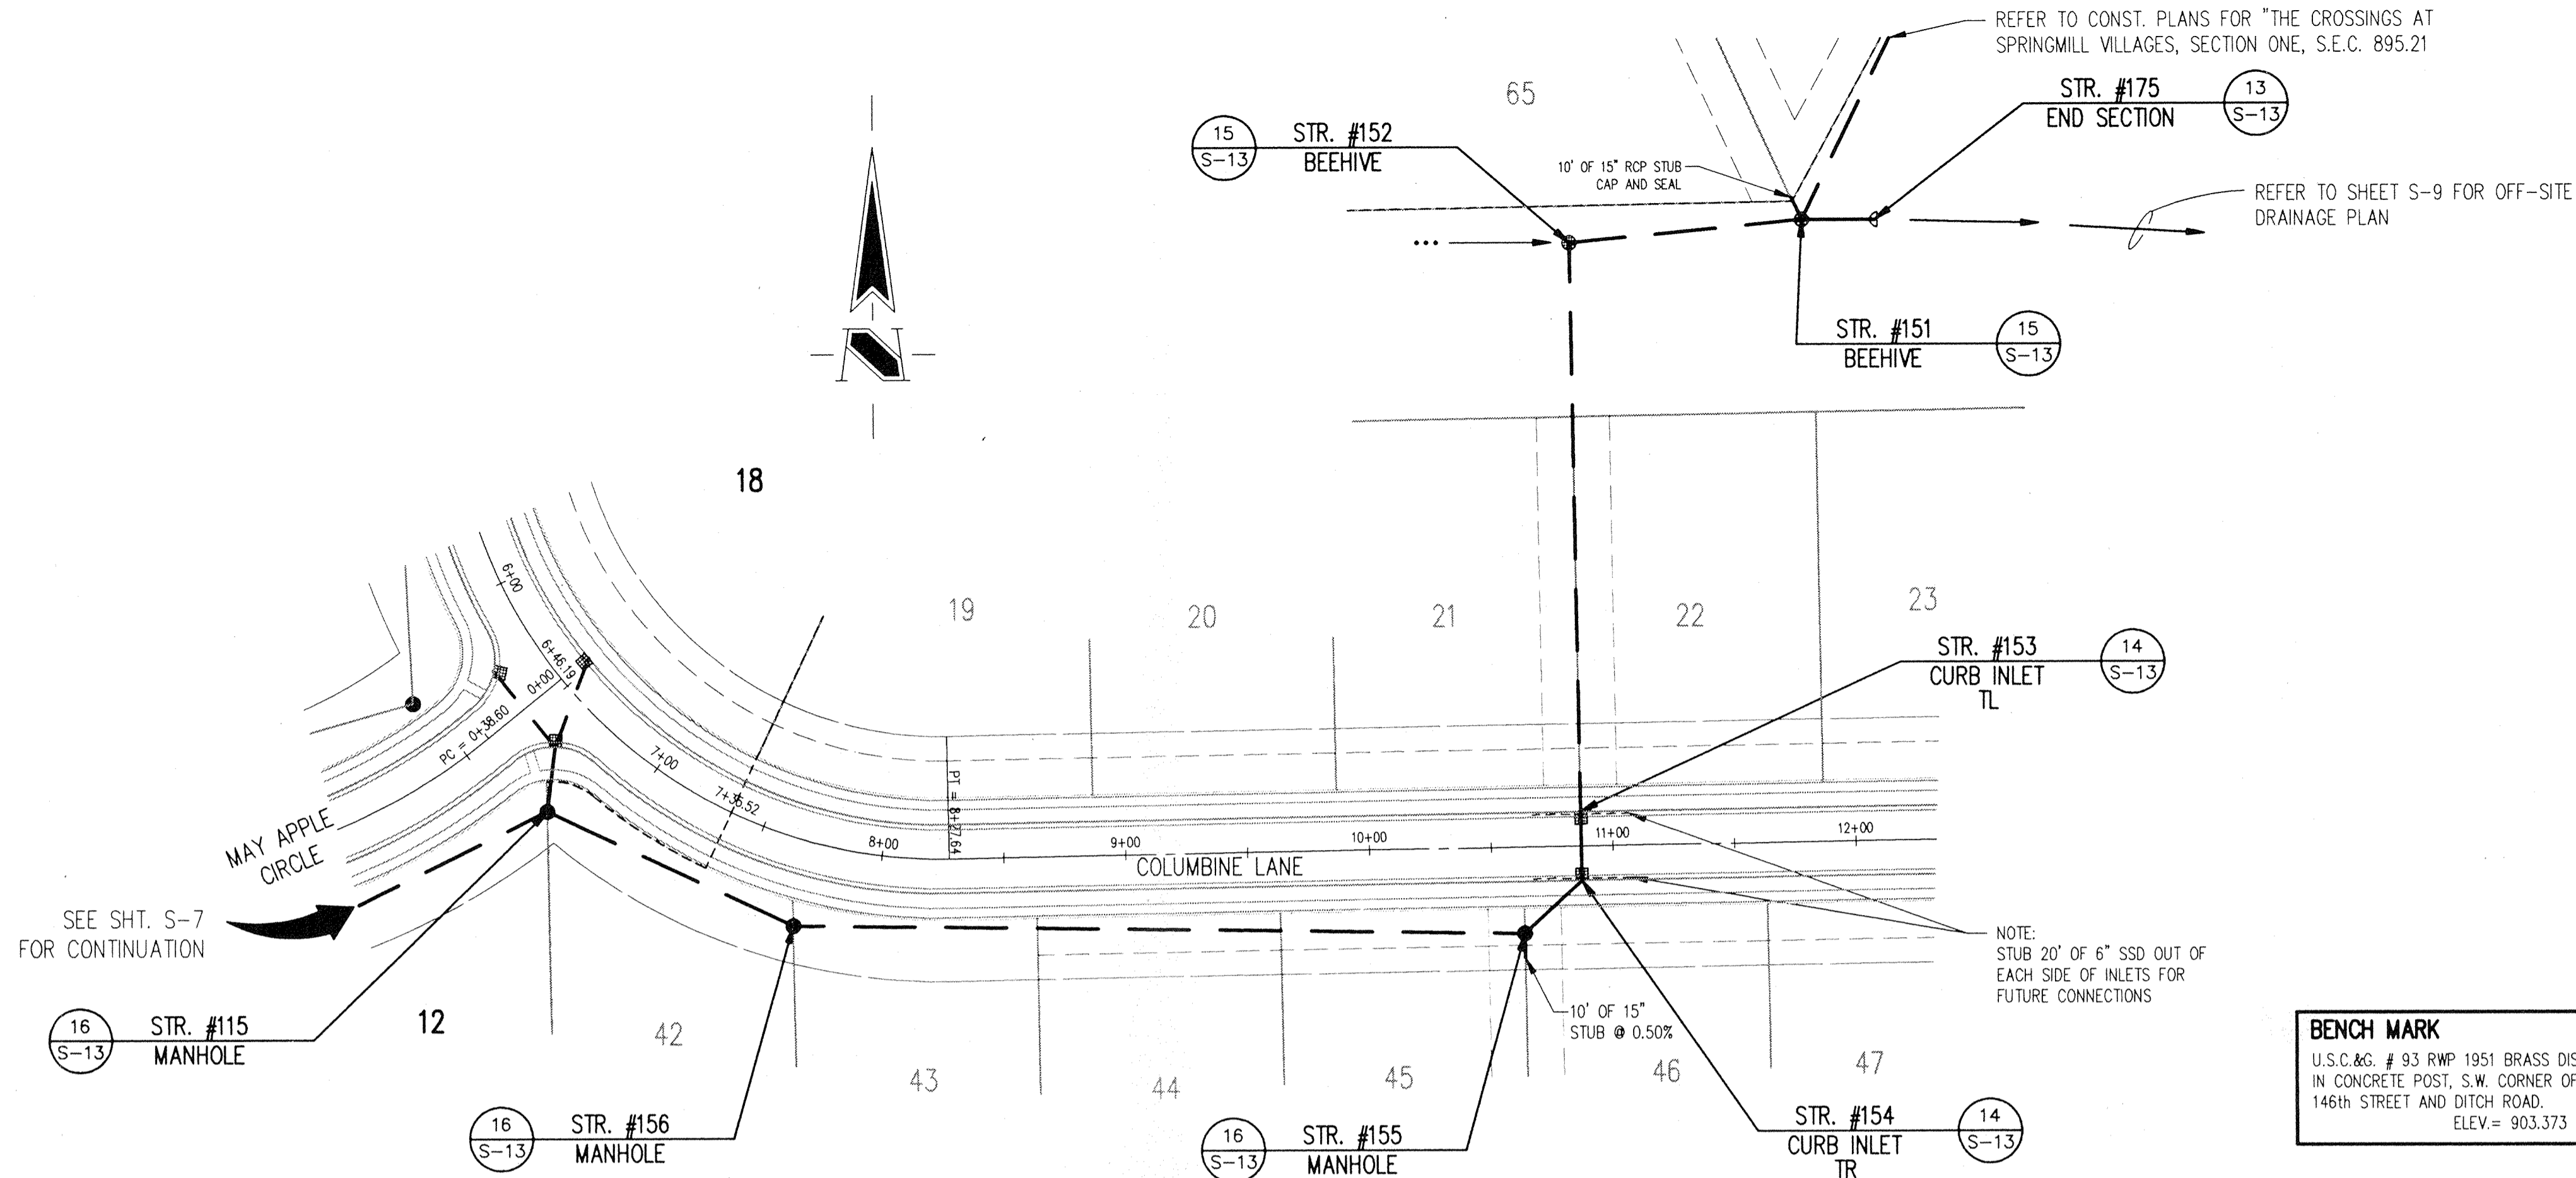 REFER TO CONST. PLANS FOR "THE CROSSINGS AT
SPRINGMILL VILLAGES, SECTION ONE, S.E.C. 895.21
65
STR. #175
END SECTION
13
S-13
15
S-13
STR. #152
BEEHIVE
10' OF 15" RCP STUB
CAP AND SEAL
REFER TO SHEET S-9 FOR OFF-SITE
DRAINAGE PLAN
N
STR. #151
BEEHIVE
15
S-13
18
19
20
21
22
23
6+00
6+46.19
0+00
PC = 0+38.60
7+00
7+36.52
PT = 8+27.64
8+00
9+00
10+00
11+00
12+00
COLUMBINE LANE
STR. #153
CURB INLET
TL
14
S-13
MAY APPLE
CIRCLE
SEE SHT. S-7
FOR CONTINUATION
NOTE:
STUB 20' OF 6" SSD OUT OF
EACH SIDE OF INLETS FOR
FUTURE CONNECTIONS
10' OF 15"
STUB @ 0.50%
12
42
43
44
45
46
47
16
S-13
STR. #115
MANHOLE
16
S-13
STR. #156
MANHOLE
16
S-13
STR. #155
MANHOLE
STR. #154
CURB INLET
TR
14
S-13
BENCH MARK
U.S.C.&G. # 93 RWP 1951 BRASS DIS
IN CONCRETE POST, S.W. CORNER OF
146th STREET AND DITCH ROAD.
ELEV.= 903.373